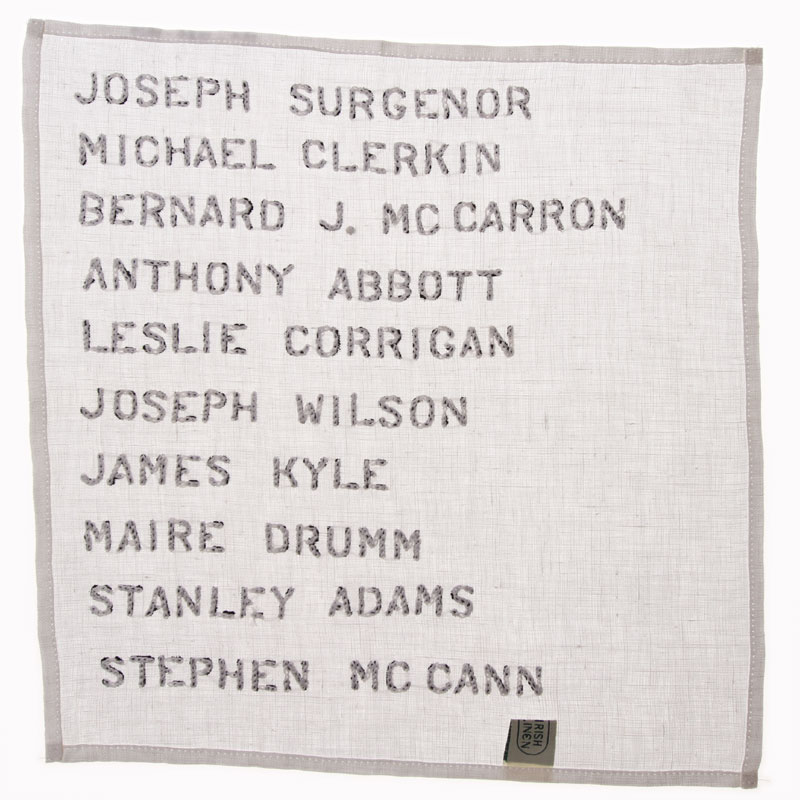 JOSEPH SURGENOR
MICHAEL CLERKIN
BERNARD J. MC CARRON
ANTHONY ABBOTT
LESLIE CORRIGAN
JOSEPH WILSON
JAMES KYLE
MAIRE DRUMM
STANLEY ADAMS
STEPHEN MC CANN
IRISH
LINEN